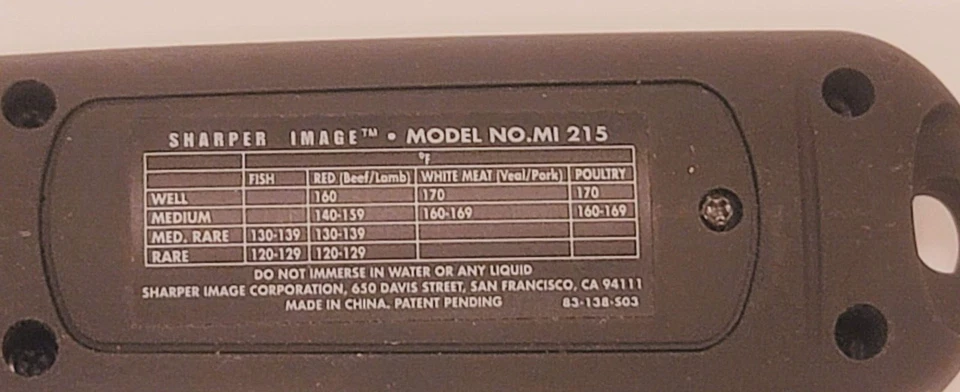 SHARPER IMAGE™ • MODEL NO.MI 215
°F
FISH RED (Beef/Lamb) WHITE MEAT (Veal/Pork) POULTRY
WELL 160 170 170
MEDIUM 140-159 160-169 160-169
MED. RARE 130-139 130-139
RARE 120-129 120-129
DO NOT IMMERSE IN WATER OR ANY LIQUID
SHARPER IMAGE CORPORATION, 650 DAVIS STREET, SAN FRANCISCO, CA 94111
MADE IN CHINA. PATENT PENDING 83-138-S03